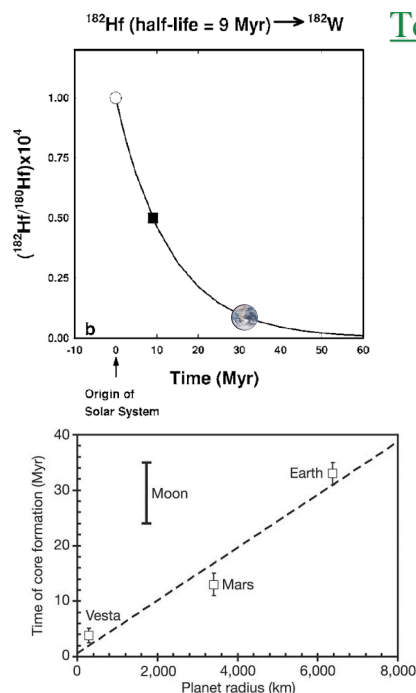 ¹⁸²Hf (half-life = 9 Myr) → ¹⁸²W
1.00
0.75
0.50
0.25
0.00
(¹⁸²Hf/¹⁸⁰Hf)x10⁴
b
-10 0 10 20 30 40 50 60
Time (Myr)
Origin of
Solar System
40
30
20
10
0
Time of core formation (Myr)
Moon
Earth
Mars
Vesta
0 2,000 4,000 6,000 8,000
Planet radius (km)